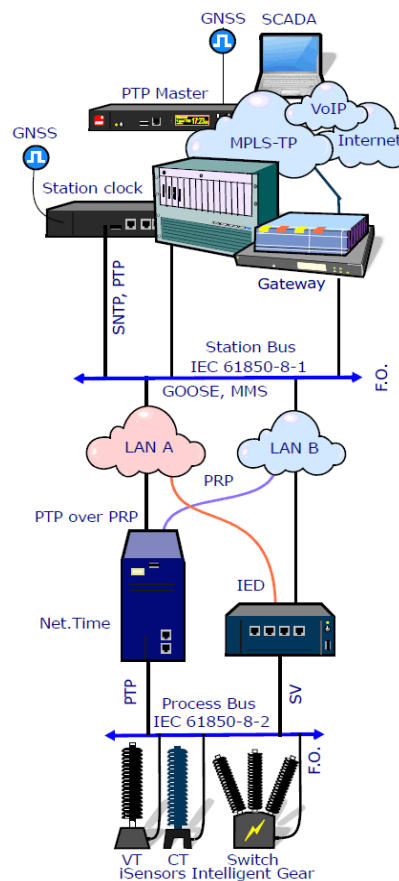 GNSS
SCADA
PTP Master
VoIP
Internet
MPLS-TP
GNSS
Station clock
Gateway
SNTP, PTP
Station Bus
IEC 61850-8-1
GOOSE, MMS
F.O.
LAN A
LAN B
PRP
PTP over PRP
IED
Net.Time
PTP
SV
Process Bus
IEC 61850-8-2
F.O.
VT
CT
Switch
iSensors Intelligent Gear